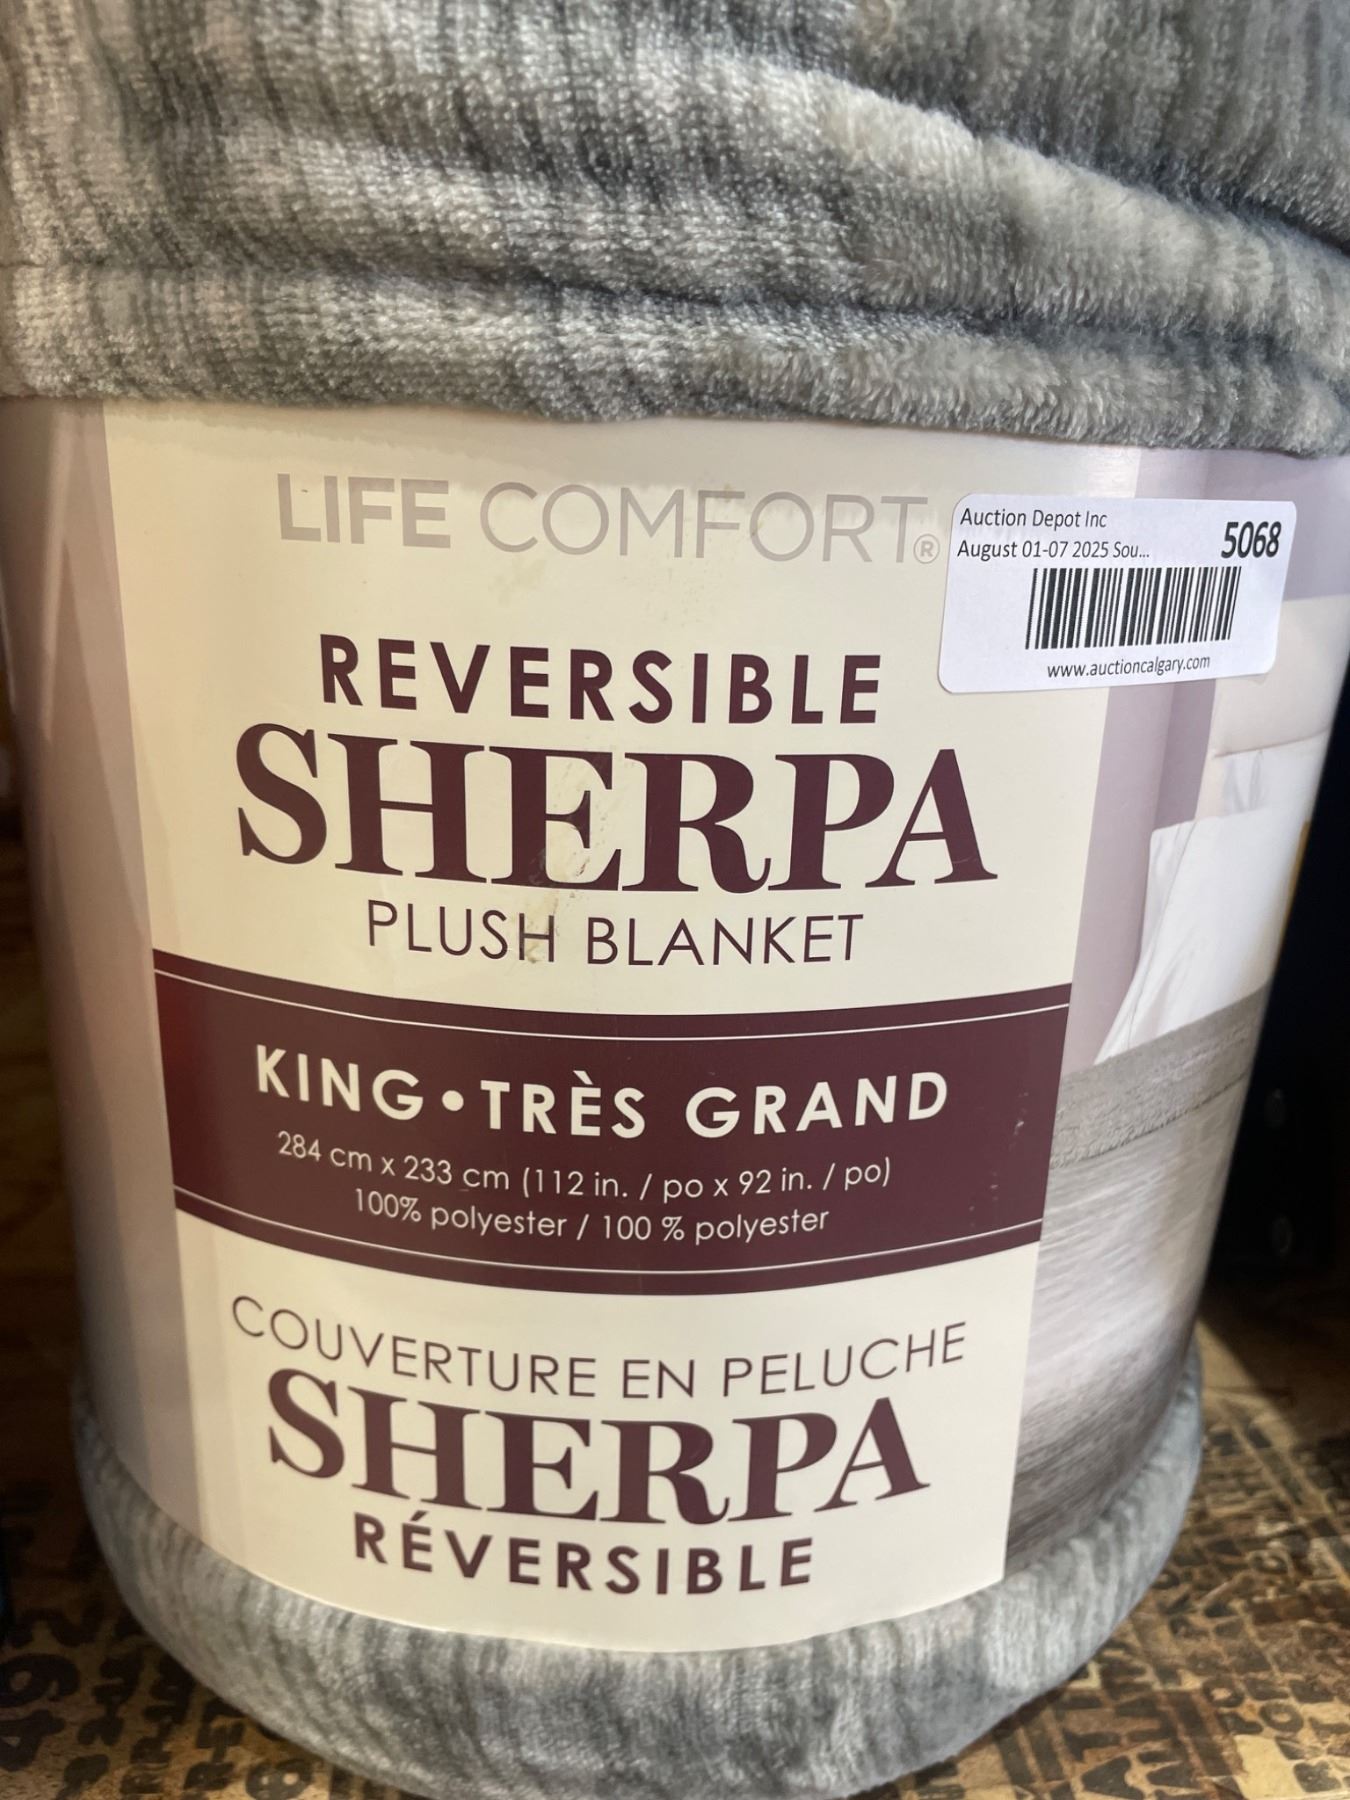 LIFE COMFORT®
Auction Depot Inc
August 01-07 2025 Sou...
5068
www.auctioncalgary.com
REVERSIBLE
SHERPA
PLUSH BLANKET
KING • TRÈS GRAND
284 cm x 233 cm (112 in. / po x 92 in. / po)
100% polyester / 100 % polyester
COUVERTURE EN PELUCHE
SHERPA
RÉVERSIBLE